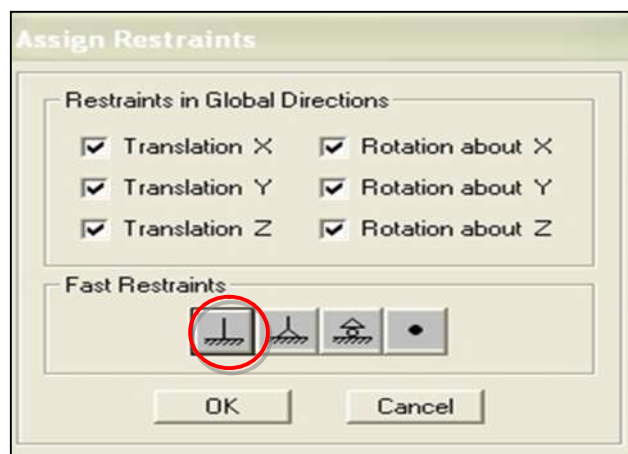 Assign Restraints
Restraints in Global Directions
Translation X Rotation about X
Translation Y Rotation about Y
Translation Z Rotation about Z
Fast Restraints
OK Cancel